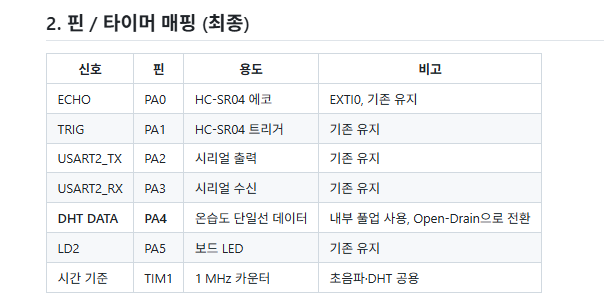 2. 핀 / 타이머 매핑 (최종)
신호 핀 용도 비고
ECHO PA0 HC-SR04 에코 EXTI0, 기존 유지
TRIG PA1 HC-SR04 트리거 기존 유지
USART2_TX PA2 시리얼 출력 기존 유지
USART2_RX PA3 시리얼 수신 기존 유지
DHT DATA PA4 온습도 단일선 데이터 내부 풀업 사용, Open-Drain으로 전환
LD2 PA5 보드 LED 기존 유지
시간 기준 TIM1 1 MHz 카운터 초음파·DHT 공용